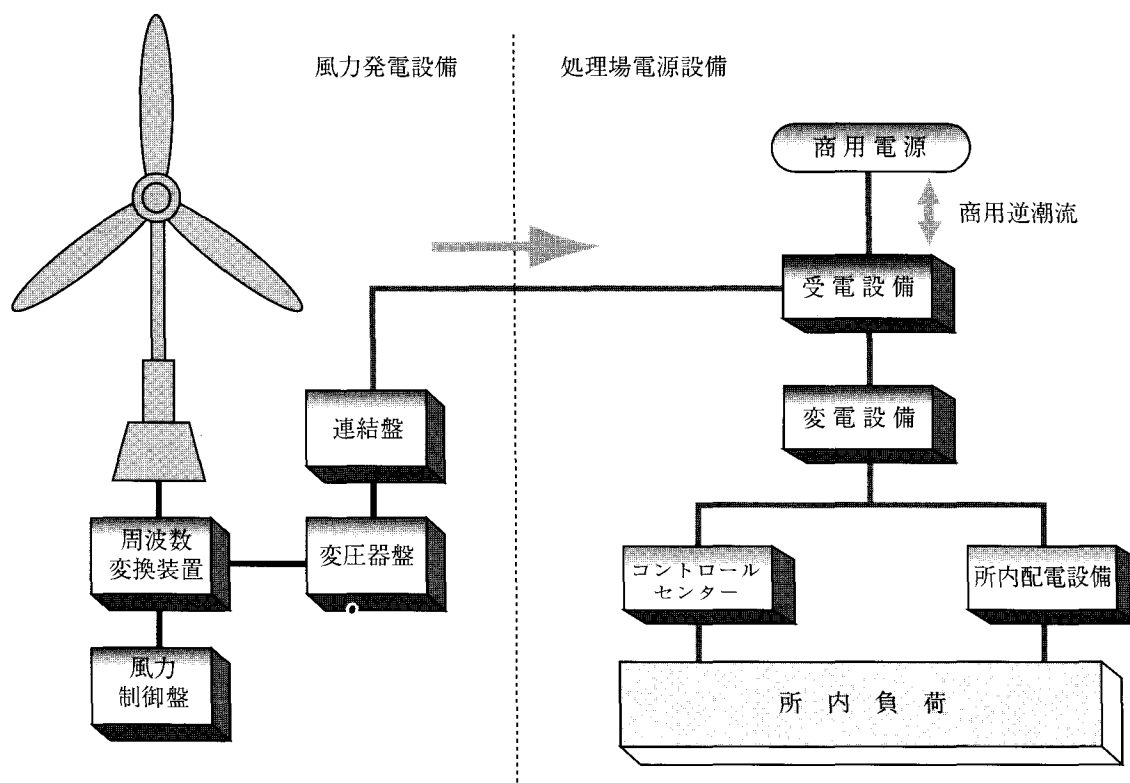 風力発電設備
処理場電源設備
商用電源
商用逆潮流
受電設備
連結盤
変電設備
周波数
変換装置
変圧器盤
コントロール
センター
所内配電設備
風力
制御盤
所内負荷